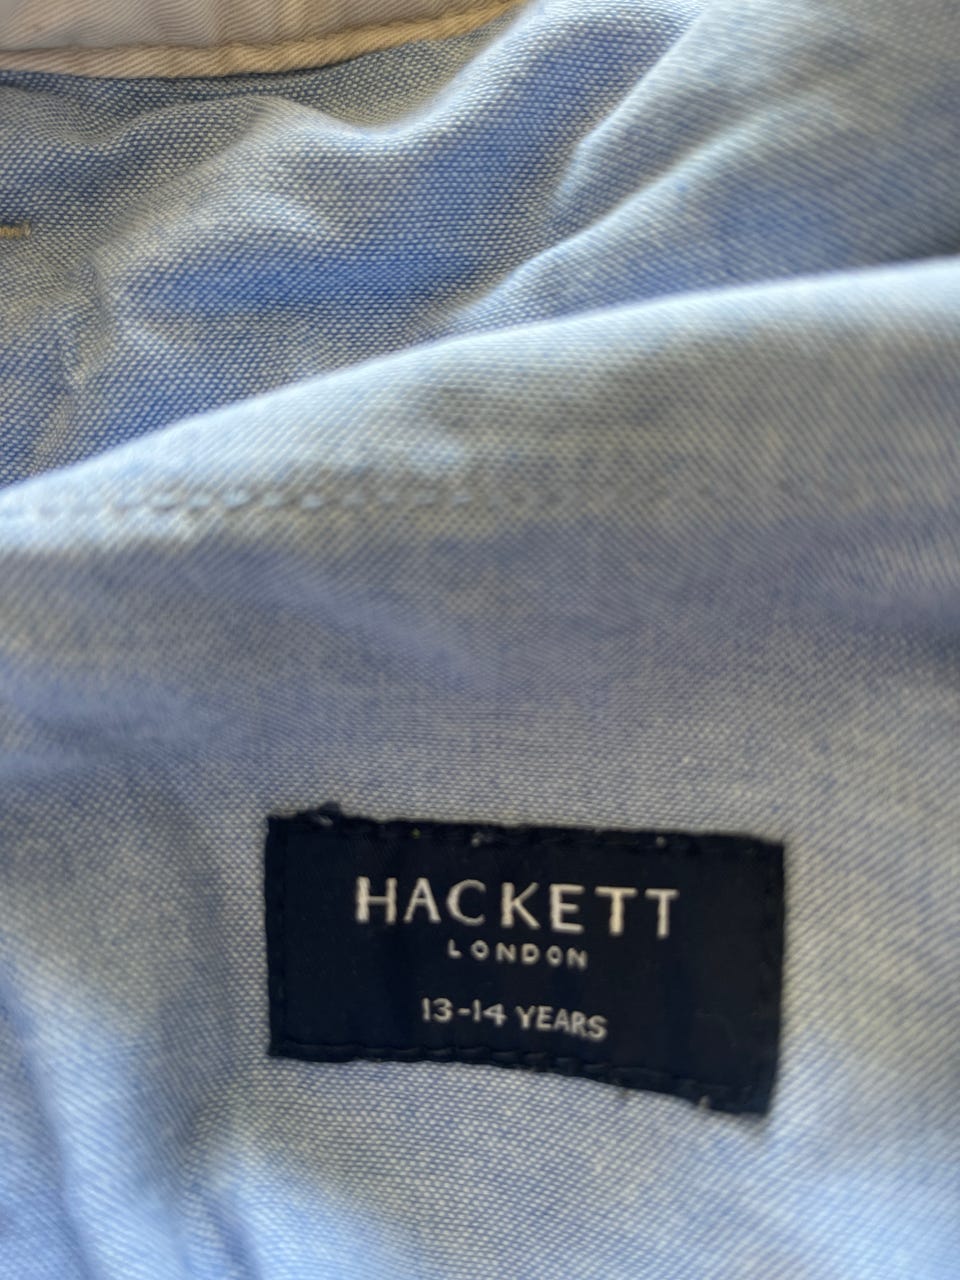 HACKETT
LONDON
13-14 YEARS